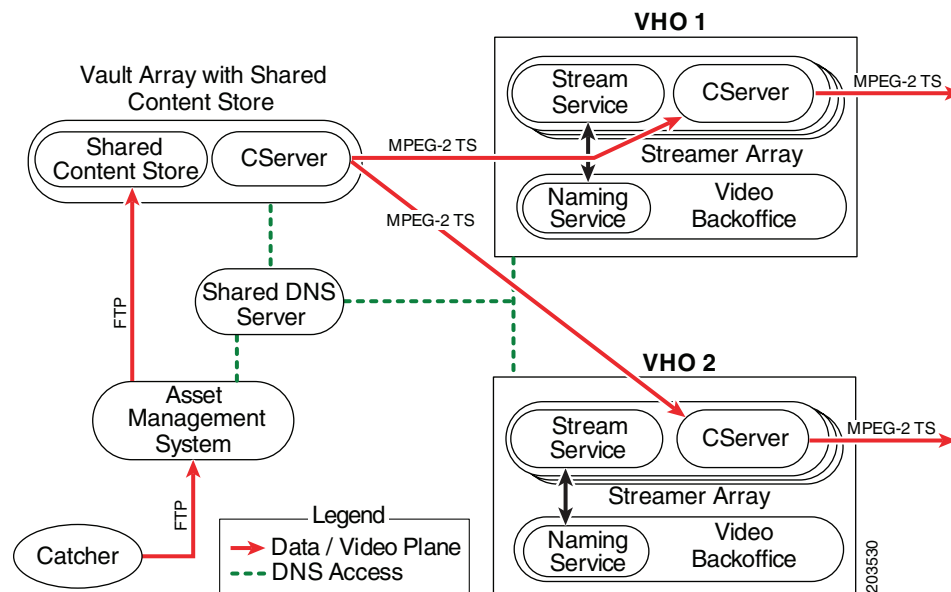 VHO 1
Vault Array with Shared
Content Store
Shared
Content Store
CServer
MPEG-2 TS
Stream
Service
CServer
MPEG-2 TS
Streamer Array
Naming
Service
Video
Backoffice
MPEG-2 TS
FTP
Shared DNS
Server
VHO 2
Asset
Management
System
Stream
Service
CServer
MPEG-2 TS
Streamer Array
Naming
Service
Video
Backoffice
FTP
Catcher
Legend
Data / Video Plane
DNS Access
203530